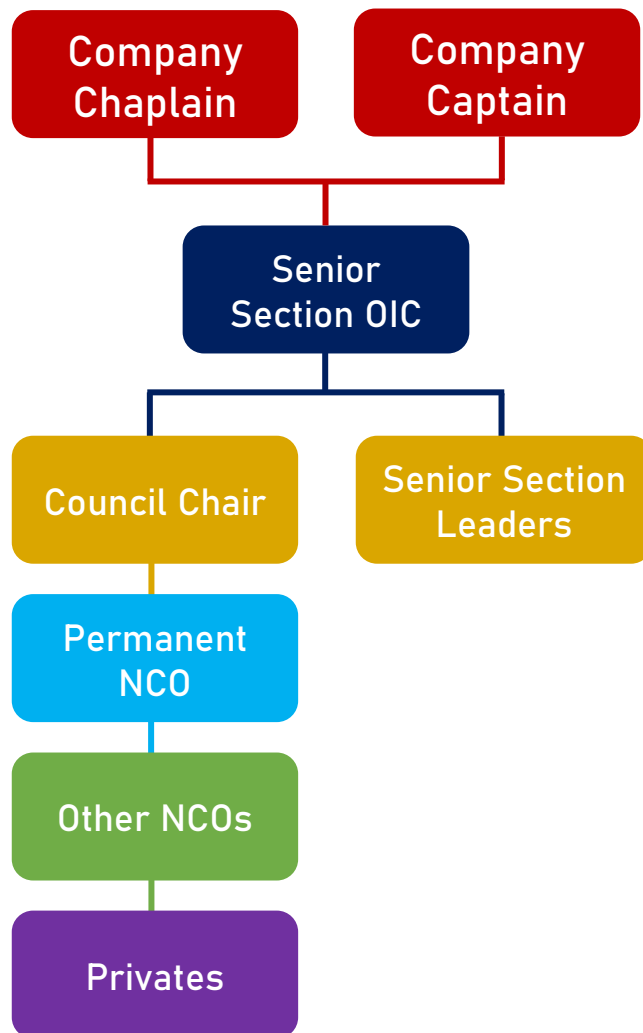 Company
Chaplain
Company
Captain
Senior
Section OIC
Council Chair
Senior Section
Leaders
Permanent
NCO
Other NCOs
Privates